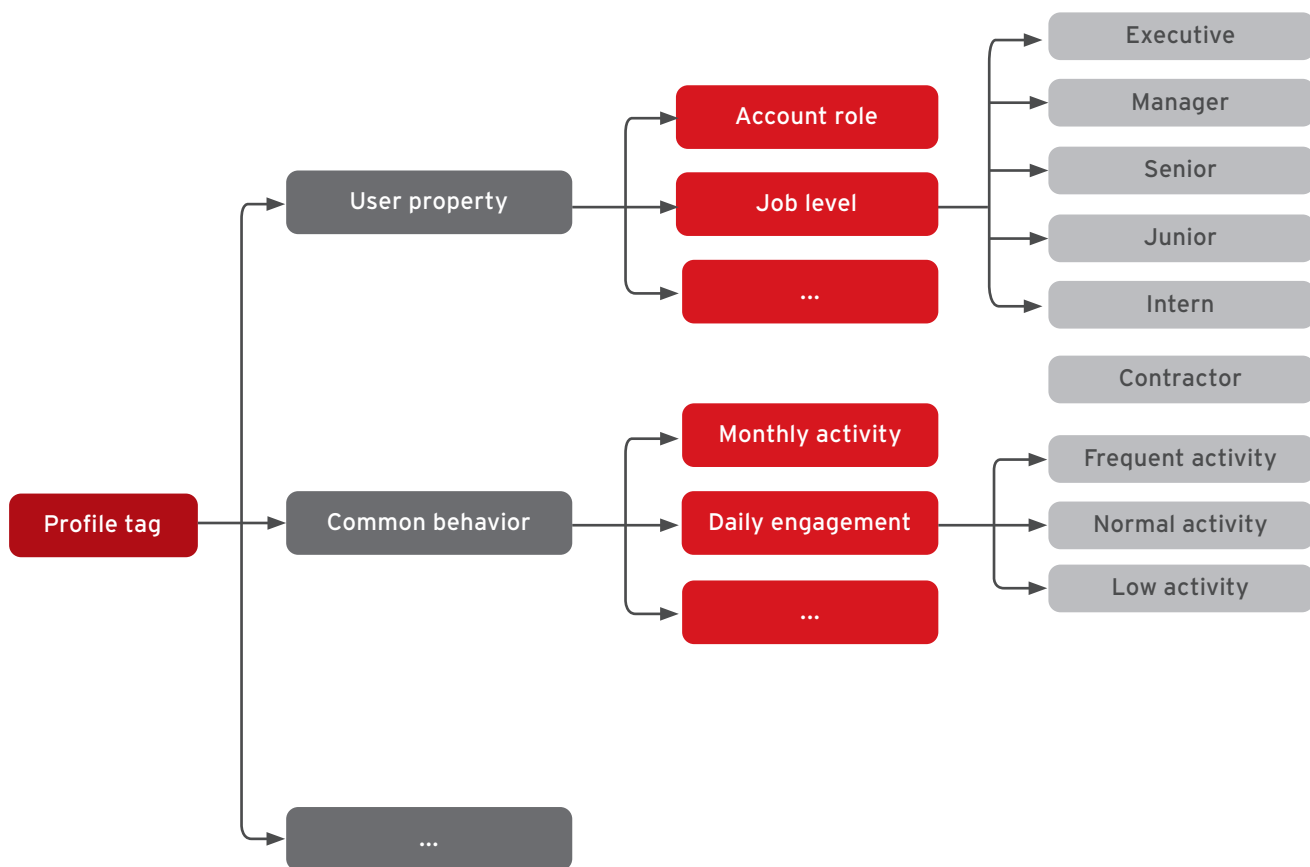 Profile tag
User property
Common behavior
...
Account role
Job level
...
Monthly activity
Daily engagement
...
Executive
Manager
Senior
Junior
Intern
Contractor
Frequent activity
Normal activity
Low activity